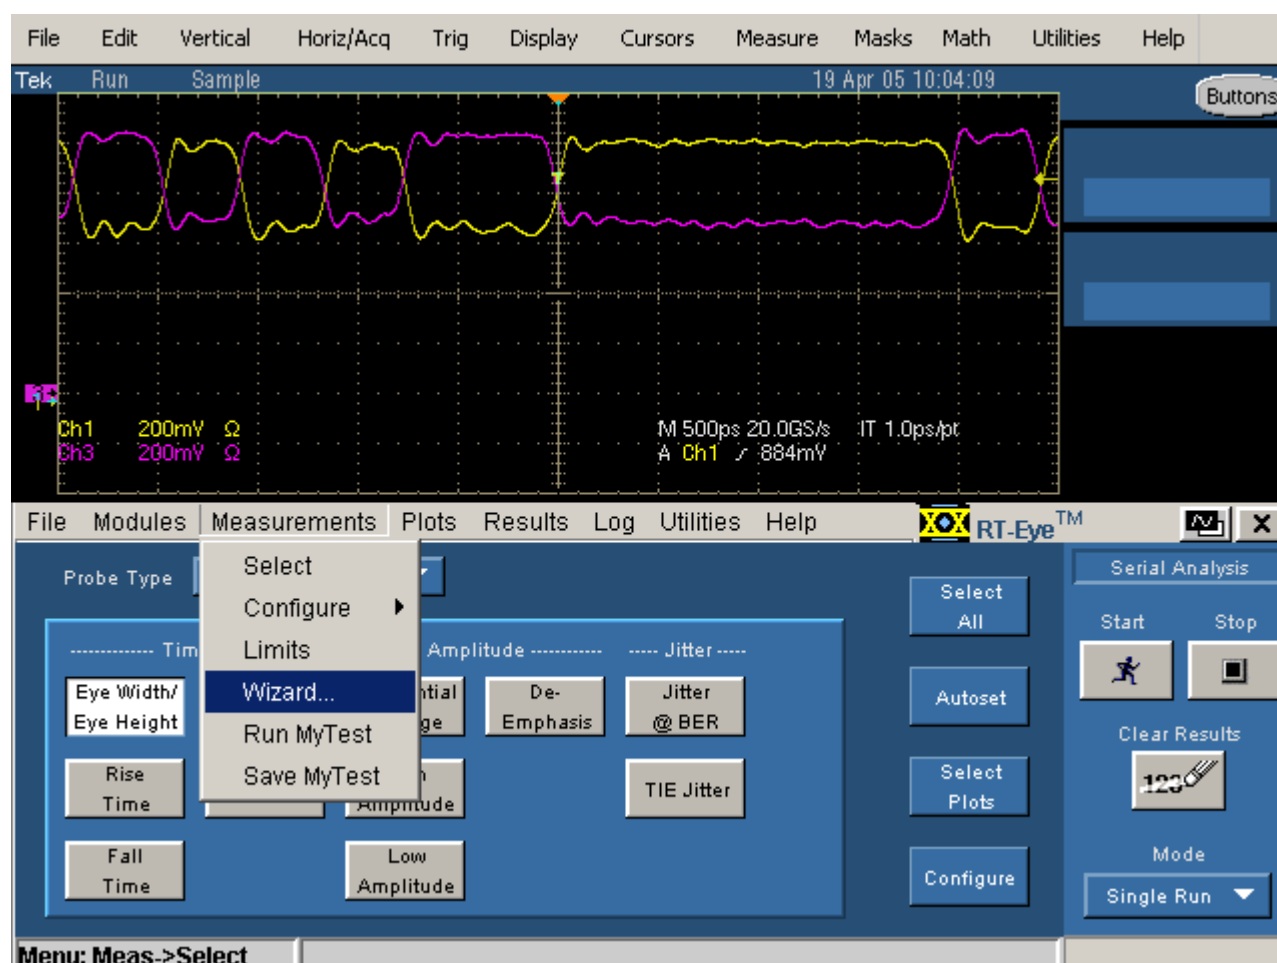 File Edit Vertical Horiz/Acq Trig Display Cursors Measure Masks Math Utilities Help
Tek Run Sample 19 Apr 05 10:04:09
Buttons
Ch1 200mV Ω M 500ps 20.0GS/s IT 1.0ps/pt
Ch3 200mV Ω A Ch1 884mV
File Modules Measurements Plots Results Log Utilities Help RT-Eye™
Select
Configure
Limits
Wizard...
Run MyTest
Save MyTest
Probe Type
Amplitude
Jitter
Eye Width/
Eye Height
De-
Emphasis
Jitter
@ BER
Rise
Time
Amplitude
TIE Jitter
Fall
Time
Low
Amplitude
Select
All
Autoset
Select
Plots
Configure
Serial Analysis
Start Stop
Clear Results
123
Mode
Single Run
Menu: Meas->Select